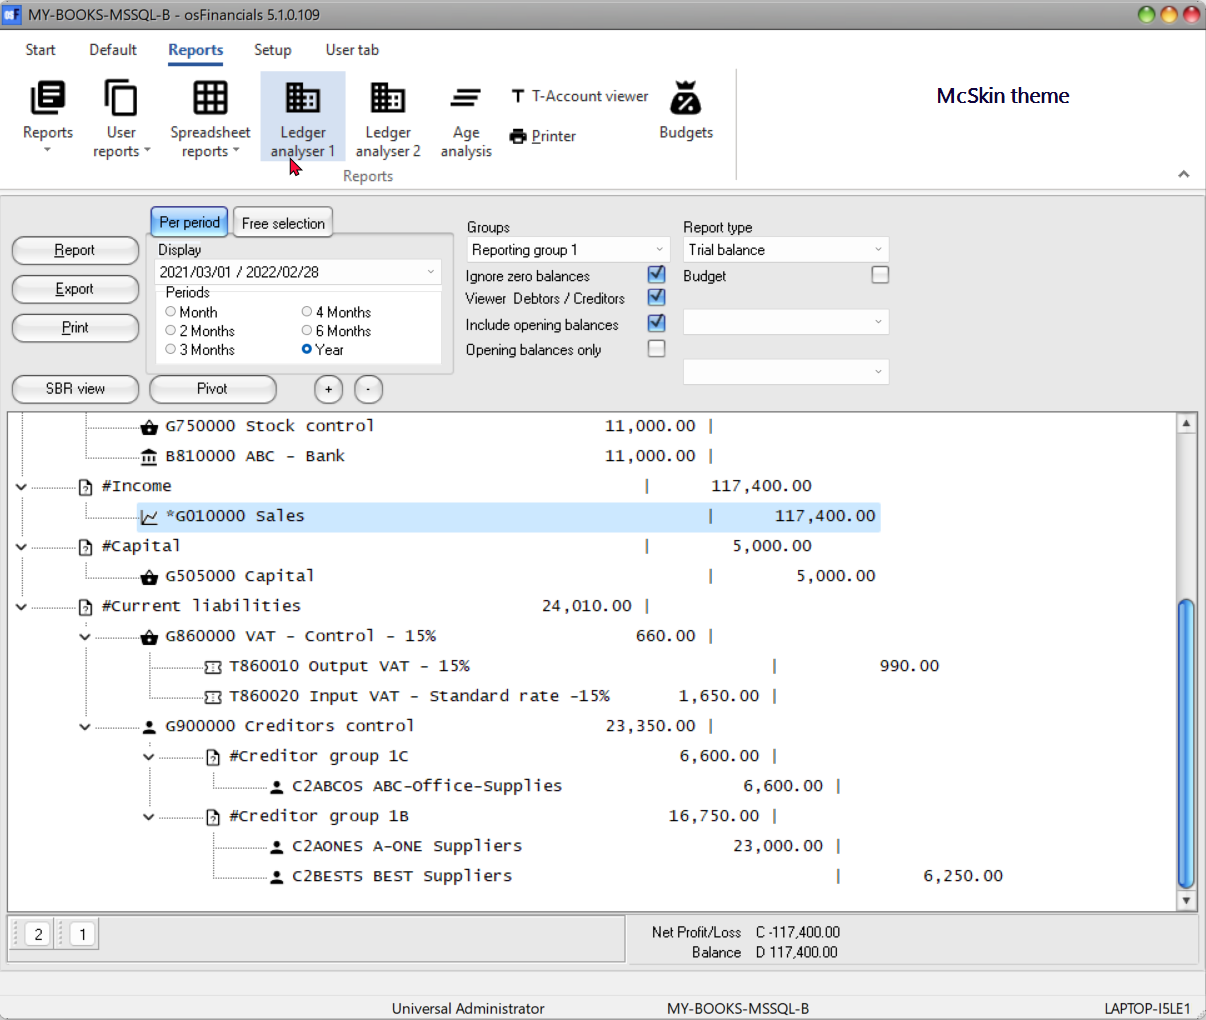 MY-BOOKS-MSSQL-B - osFinancials 5.1.0.109
Start Default Reports Setup User tab
Reports
User reports
Spreadsheet reports
Ledger analyser 1
Ledger analyser 2
Age analysis
T-Account viewer
Printer
Budgets
Reports
McSkin theme
Report
Export
Print
SBR view
Per period Free selection
Display
2021/03/01 / 2022/02/28
Periods
Month 4 Months
2 Months 6 Months
3 Months Year
Pivot + -
Groups
Reporting group 1
Ignore zero balances
Viewer Debtors / Creditors
Include opening balances
Opening balances only
Report type
Trial balance
Budget
G750000 Stock control 11,000.00 |
B810000 ABC - Bank 11,000.00 |
#Income | 117,400.00
*G010000 Sales | 117,400.00
#Capital | 5,000.00
G505000 Capital | 5,000.00
#Current liabilities 24,010.00 |
G860000 VAT - Control - 15% 660.00 |
T860010 Output VAT - 15% | 990.00
T860020 Input VAT - Standard rate -15% 1,650.00 |
G900000 Creditors control 23,350.00 |
#Creditor group 1C 6,600.00 |
C2ABCOS ABC-Office-Supplies 6,600.00 |
#Creditor group 1B 16,750.00 |
C2AONES A-ONE Suppliers 23,000.00 |
C2BESTS BEST Suppliers | 6,250.00
2 1
Net Profit/Loss C -117,400.00
Balance D 117,400.00
Universal Administrator MY-BOOKS-MSSQL-B LAPTOP-I5LE1